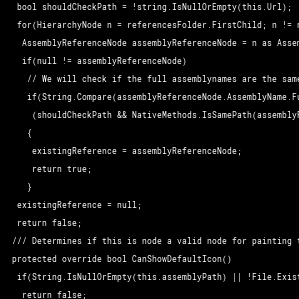 bool shouldCheckPath = !string.IsNullOrEmpty(this.Url);
for(HierarchyNode n = referencesFolder.FirstChild; n !=
AssemblyReferenceNode assemblyReferenceNode = n as
if(null != assemblyReferenceNode)
// We will check if the full assemblynames are the same
if(String.Compare(assemblyReferenceNode.AssemblyName.
(shouldCheckPath && NativeMethods.IsSamePath(
{
existingReference = assemblyReferenceNode;
return true;
}
existingReference = null;
return false;
/// Determines if this is node a valid node for painting
protected override bool CanShowDefaultIcon()
if(String.IsNullOrEmpty(this.assemblyPath) || !File.
return false;